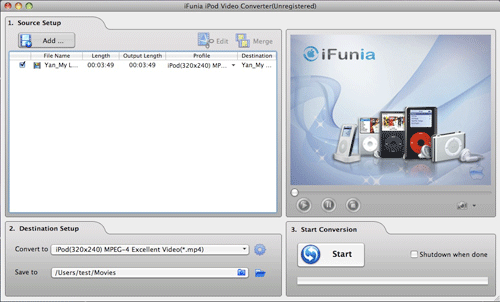 iFunia iPod Video Converter(Unregistered)
1. Source Setup
Add ...
Edit
Merge
File Name Length Output Length Profile Destination
Yan_My L... 00:03:49 00:03:49 iPod(320x240) MP... Yan_My ...
iFunia
2. Destination Setup
Convert to iPod(320x240) MPEG-4 Excellent Video(*.mp4)
Save to /Users/test/Movies
3. Start Conversion
Start
Shutdown when done